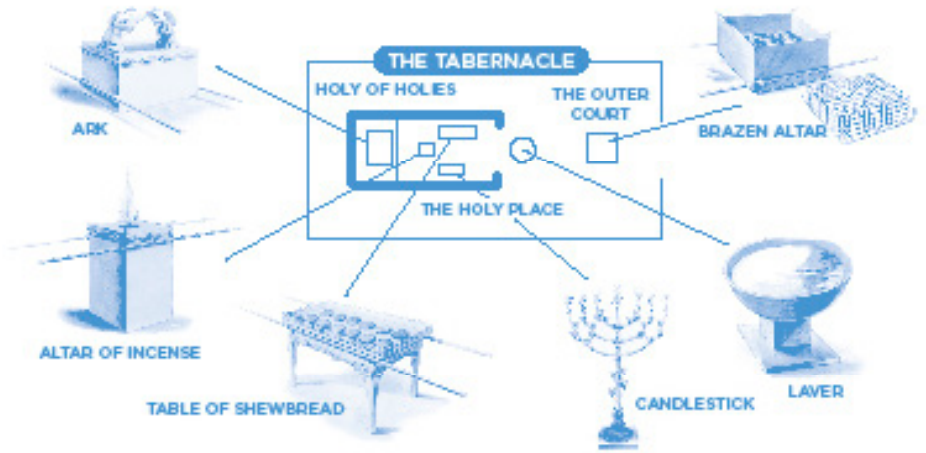 THE TABERNACLE
HOLY OF HOLIES
THE OUTER
COURT
ARK
BRAZEN ALTAR
THE HOLY PLACE
ALTAR OF INCENSE
TABLE OF SHEWBREAD
CANDLESTICK
LAVER